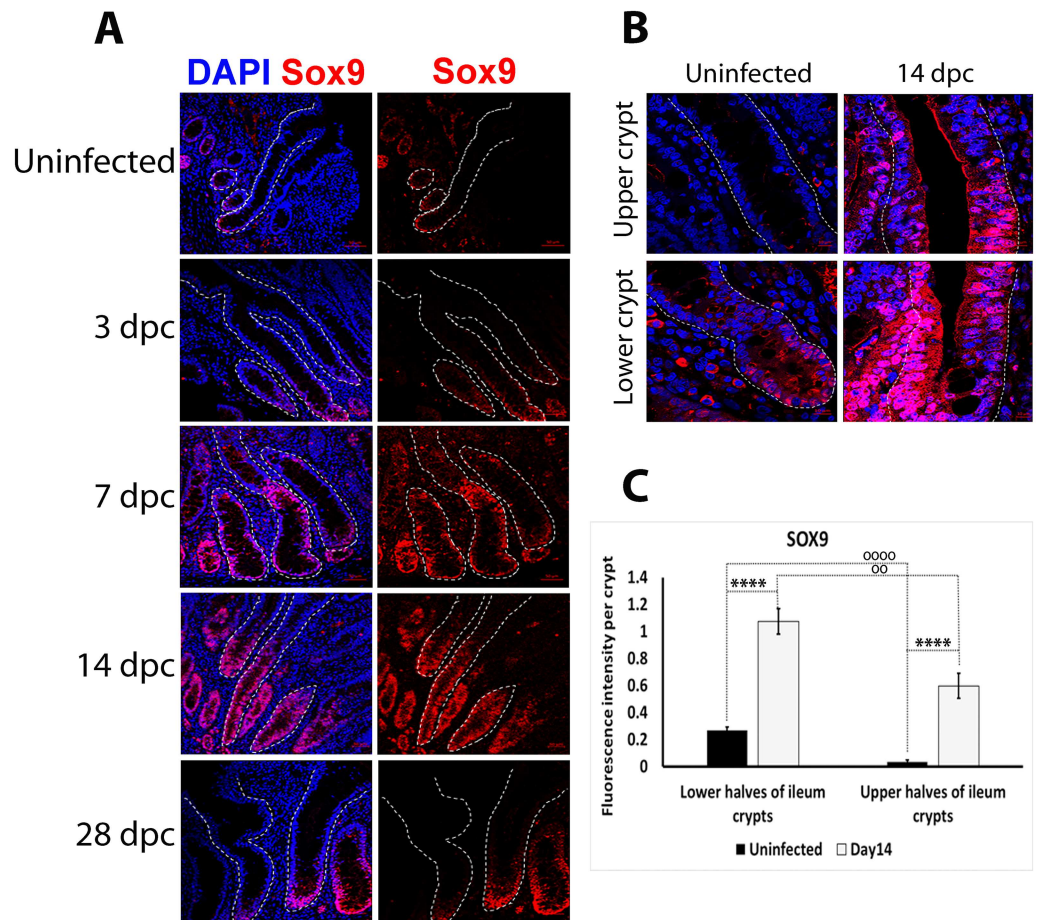 A
DAPI Sox9
Sox9
Uninfected
3 dpc
7 dpc
14 dpc
28 dpc
B
Uninfected
14 dpc
Upper crypt
Lower crypt
C
SOX9
Fluorescence intensity per crypt
1.4
1.2
1
0.8
0.6
0.4
0.2
0
****
oooo
oo
****
Lower halves of ileum
crypts
Upper halves of ileum
crypts
Uninfected
Day14